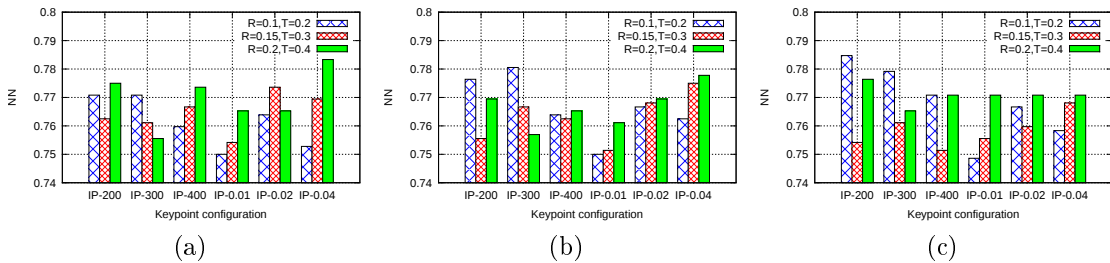 0.8
0.79
0.78
0.77
0.76
0.75
0.74
NN
R=0.1,T=0.2
R=0.15,T=0.3
R=0.2,T=0.4
IP-200 IP-300 IP-400 IP-0.01 IP-0.02 IP-0.04
Keypoint configuration
(a)
0.8
0.79
0.78
0.77
0.76
0.75
0.74
NN
R=0.1,T=0.2
R=0.15,T=0.3
R=0.2,T=0.4
IP-200 IP-300 IP-400 IP-0.01 IP-0.02 IP-0.04
Keypoint configuration
(b)
0.8
0.79
0.78
0.77
0.76
0.75
0.74
NN
R=0.1,T=0.2
R=0.15,T=0.3
R=0.2,T=0.4
IP-200 IP-300 IP-400 IP-0.01 IP-0.02 IP-0.04
Keypoint configuration
(c)